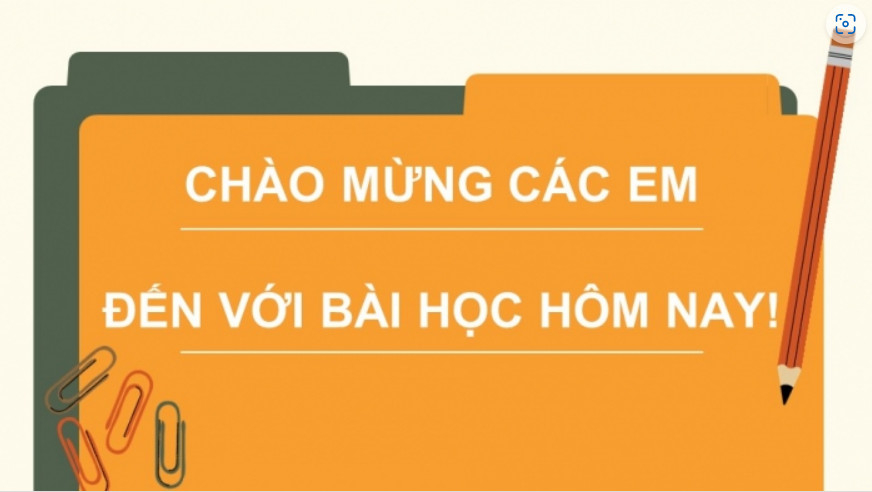 CHÀO MỪNG CÁC EM
ĐẾN VỚI BÀI HỌC HÔM NAY!